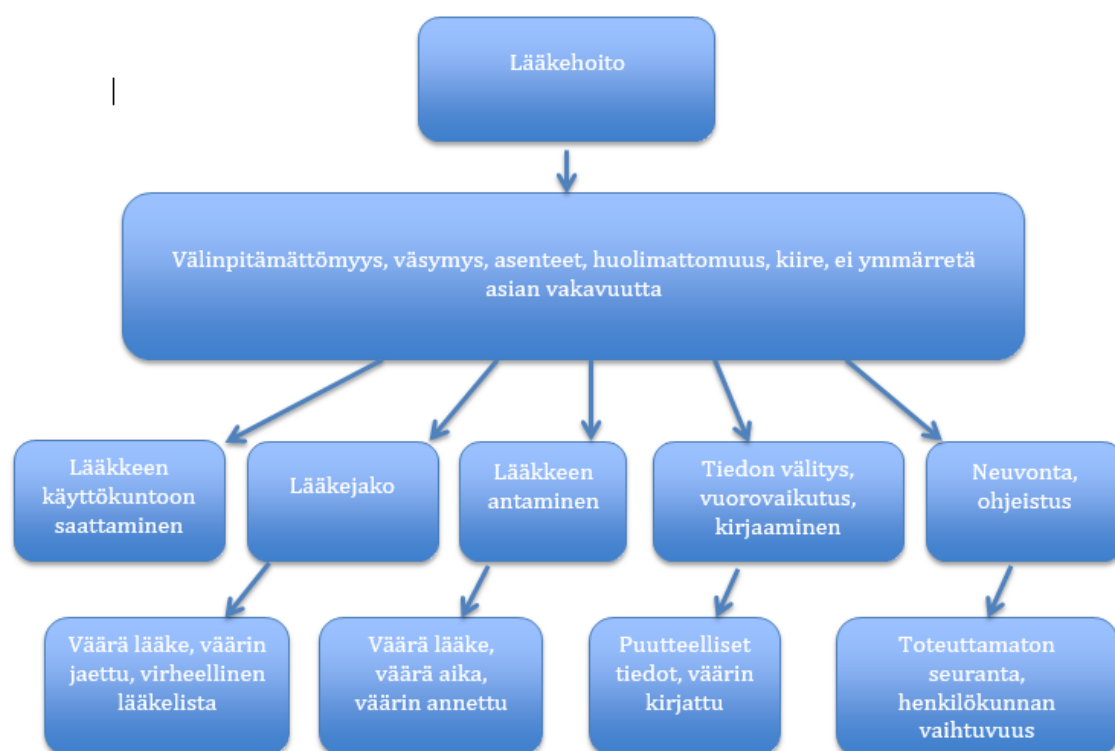 Lääkehoito
Välinpitämättömyys, väsymys, asenteet, huolimattomuus, kiire, ei ymmärretä
asian vakavuutta
Lääkkeen
käyttökuntoon
saattaminen
Lääkejako
Lääkkeen
antaminen
Tiedon välitys,
vuorovaikutus,
kirjaaminen
Neuvonta,
ohjeistus
Väärä lääke, väärin
jaettu, virheellinen
lääkelista
Väärä lääke,
väärä aika,
väärin annettu
Puutteelliset
tiedot, väärin
kirjattu
Toteuttamaton
seuranta,
henkilökunnan
vaihtuvuus